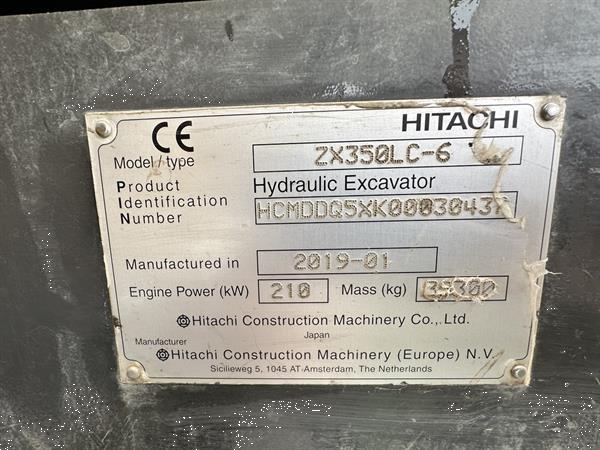 CE
HITACHI
Model/type ZX350LC-6
Product Hydraulic Excavator
Identification
Number
Manufactured in 2019-01
Engine Power (kW) 210 Mass (kg)
Hitachi Construction Machinery Co.,Ltd.
Japan
Manufacturer
Hitachi Construction Machinery (Europe) N.V.
Sicilieweg 5, 1045 AT-Amsterdam, The Netherlands